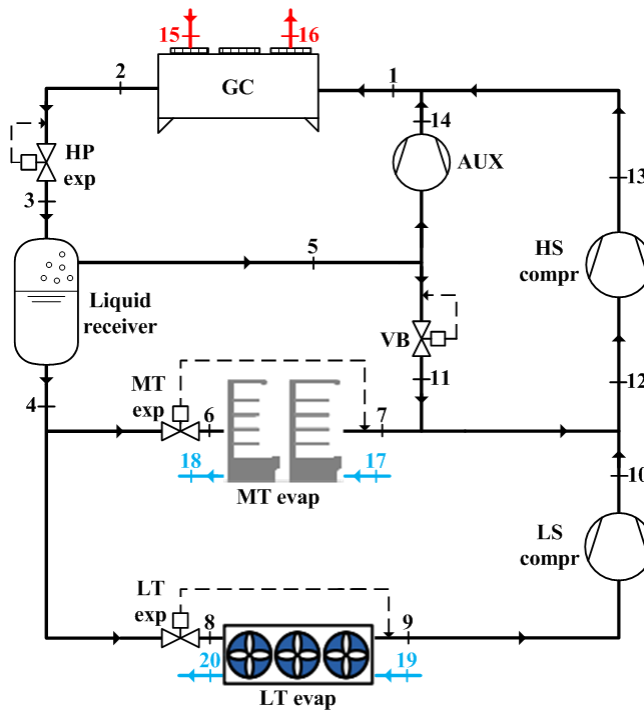 15
16
2
GC
1
14
HP
exp
AUX
13
3
5
HS
compr
Liquid
receiver
VB
11
12
4
MT
exp
6
7
18
17
MT evap
10
LS
compr
LT
exp
8
9
20
19
LT evap